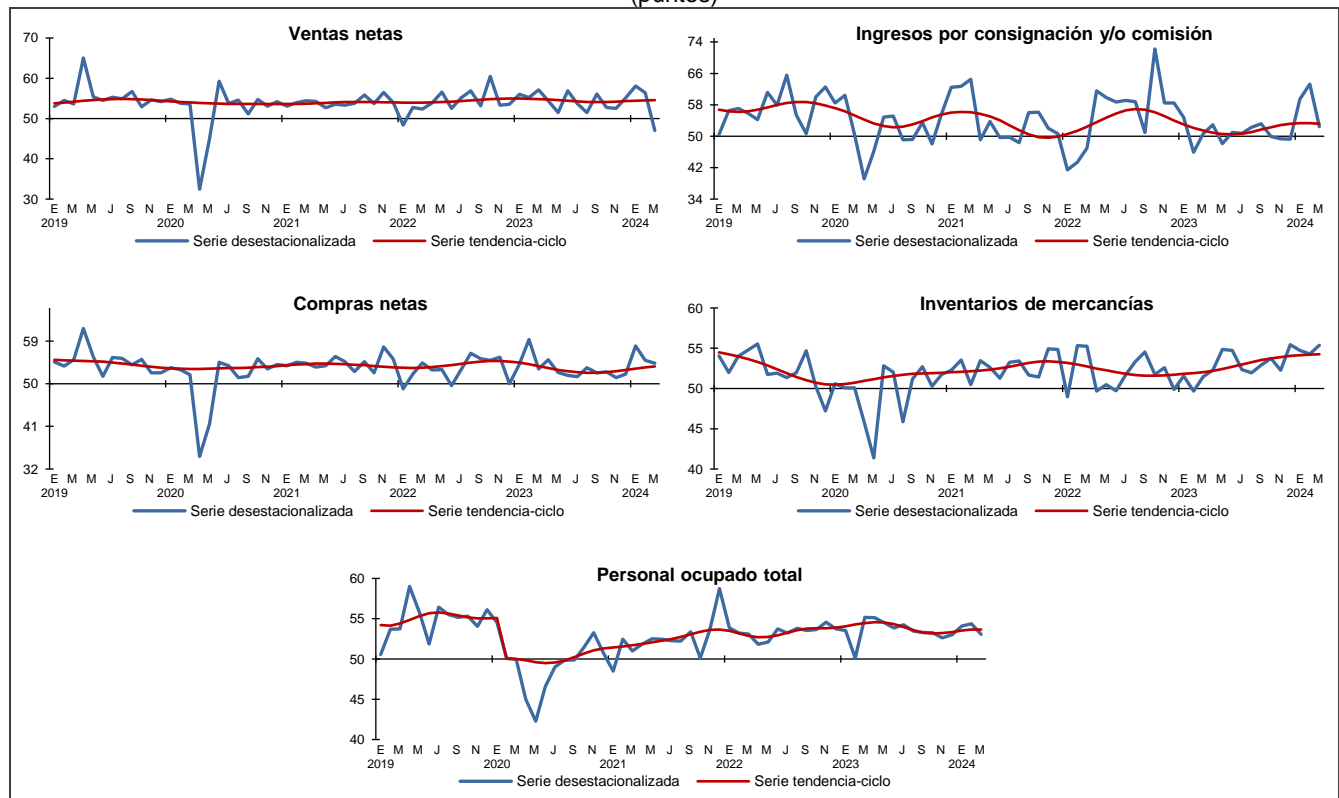 (puntos)
Ventas netas
70
60
50
40
30
E M M J S N E M M J S N E M M J S N E M M J S N E M M J S N E M
2019 2020 2021 2022 2023 2024
Serie desestacionalizada Serie tendencia-ciclo
Ingresos por consignación y/o comisión
74
66
58
50
42
34
E M M J S N E M M J S N E M M J S N E M M J S N E M M J S N E M
2019 2020 2021 2022 2023 2024
Serie desestacionalizada Serie tendencia-ciclo
Compras netas
59
50
41
32
E M M J S N E M M J S N E M M J S N E M M J S N E M M J S N E M
2019 2020 2021 2022 2023 2024
Serie desestacionalizada Serie tendencia-ciclo
Inventarios de mercancías
60
55
50
45
40
E M M J S N E M M J S N E M M J S N E M M J S N E M M J S N E M
2019 2020 2021 2022 2023 2024
Serie desestacionalizada Serie tendencia-ciclo
Personal ocupado total
60
55
50
45
40
E M M J S N E M M J S N E M M J S N E M M J S N E M M J S N E M
2019 2020 2021 2022 2023 2024
Serie desestacionalizada Serie tendencia-ciclo